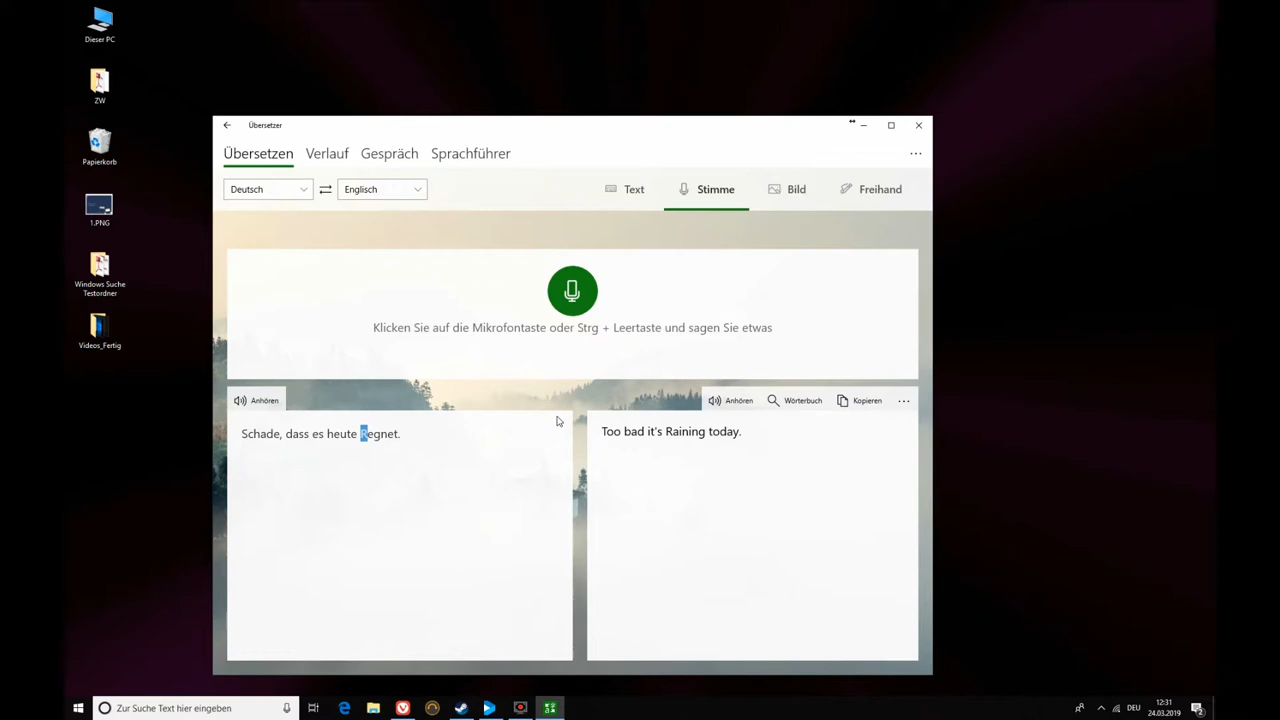 Dieser PC
ZW
Papierkorb
1.PNG
Windows Suche
Testordner
Videos_Fertig
Übersetzer
Übersetzen Verlauf Gespräch Sprachführer
Deutsch Englisch Text Stimme Bild Freihand
Klicken Sie auf die Mikrofontaste oder Strg + Leertaste und sagen Sie etwas
Anhören Anhören Wörterbuch Kopieren
Schade, dass es heute Regnet.
Too bad it's Raining today.
Zur Suche Text hier eingeben
DEU
12:31
24.03.2019
2